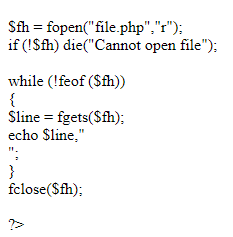 $fh = fopen("file.php","r");
if (!$fh) die("Cannot open file");
while (!feof ($fh))
{
$line = fgets($fh);
echo $line,"
";
}
fclose($fh);
?>